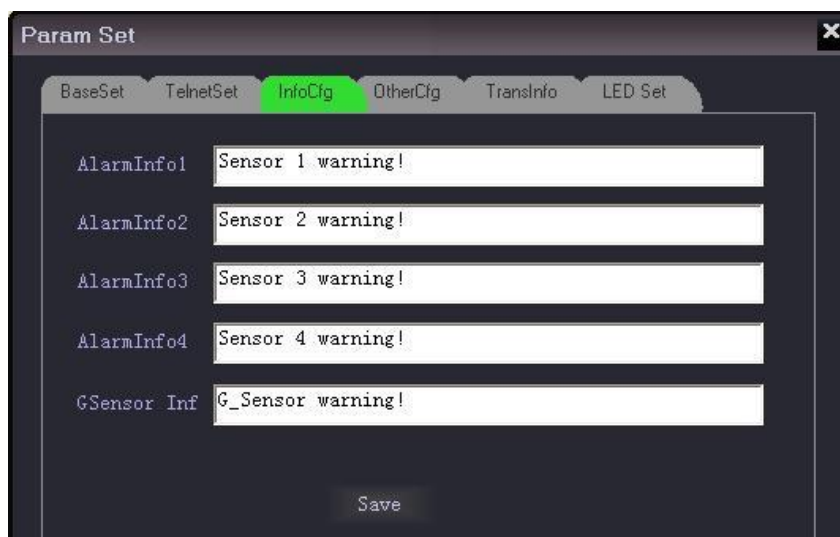 Param Set
BaseSet TelnetSet InfoCfg OtherCfg TransInfo LED Set
AlarmInfo1 Sensor 1 warning!
AlarmInfo2 Sensor 2 warning!
AlarmInfo3 Sensor 3 warning!
AlarmInfo4 Sensor 4 warning!
GSensor Inf G_Sensor warning!
Save